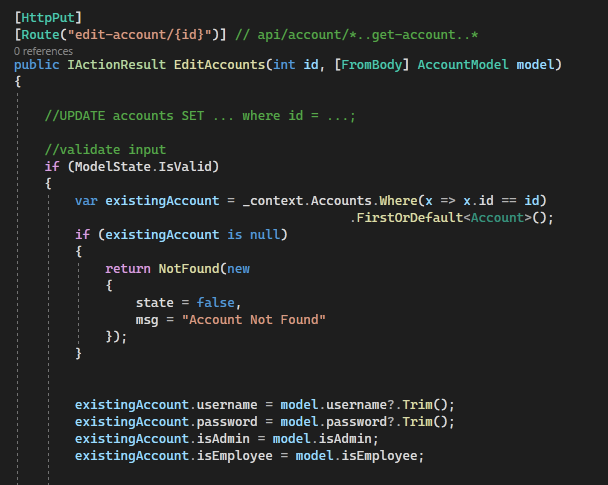 [HttpPut]
[Route("edit-account/{id}")] // api/account/*..get-account..*
0 references
public IActionResult EditAccounts(int id, [FromBody] AccountModel model)
{
//UPDATE accounts SET ... where id = ...;
//validate input
if (ModelState.IsValid)
{
var existingAccount = _context.Accounts.Where(x => x.id == id)
.FirstOrDefault<Account>();
if (existingAccount is null)
{
return NotFound(new
{
state = false,
msg = "Account Not Found"
});
}
existingAccount.username = model.username?.Trim();
existingAccount.password = model.password?.Trim();
existingAccount.isAdmin = model.isAdmin;
existingAccount.isEmployee = model.isEmployee;